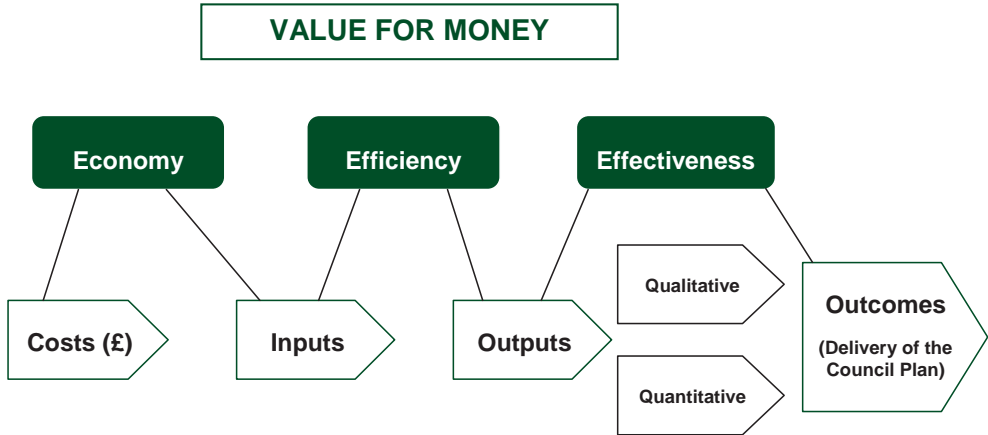 VALUE FOR MONEY
Economy
Efficiency
Effectiveness
Costs (£)
Inputs
Outputs
Qualitative
Quantitative
Outcomes
(Delivery of the
Council Plan)